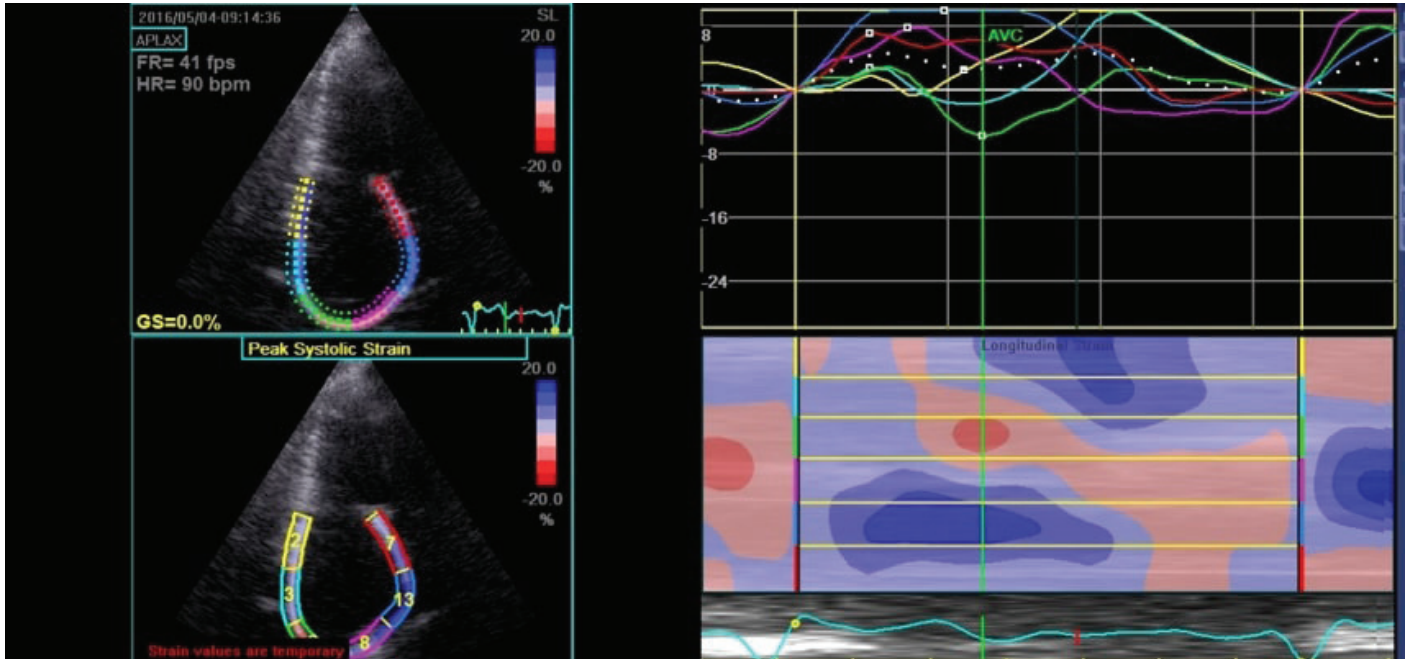 2016/05/04-09:14:36
SL
APLAX
20.0
FR= 41 fps
HR= 90 bpm
-20.0
%
GS=0.0%
8
AVC
0
-8
-16
-24
Peak Systolic Strain
20.0
-20.0
%
2
1
3
13
8
Strain values are temporary
Longitudinal Strain